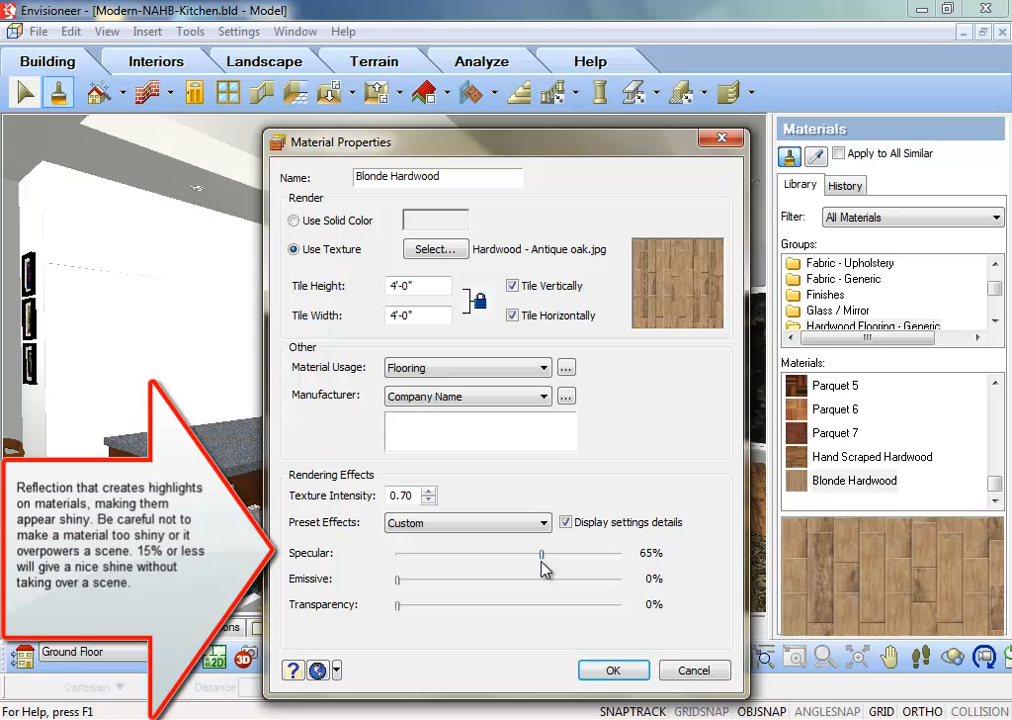 Envisioneer - [Modern-NAHB-Kitchen.bld - Model]
File Edit View Insert Tools Settings Window Help
Building Interiors Landscape Terrain Analyze Help
Material Properties
Name: Blonde Hardwood
Render
Use Solid Color
Use Texture Select... Hardwood - Antique oak.jpg
Tile Height: 4'-0" Tile Vertically
Tile Width: 4'-0" Tile Horizontally
Other
Material Usage: Flooring ...
Manufacturer: Company Name ...
Rendering Effects
Texture Intensity: 0.70
Preset Effects: Custom Display settings details
Specular: 65%
Emissive: 0%
Transparency: 0%
OK Cancel
Reflection that creates highlights
on materials, making them
appear shiny. Be careful not to
make a material too shiny or it
overpowers a scene. 15% or less
will give a nice shine without
taking over a scene.
Materials
Apply to All Similar
Library History
Filter: All Materials
Groups:
Fabric - Upholstery
Fabric - Generic
Finishes
Glass / Mirror
Hardwood Flooring - Generic
Materials:
Parquet 5
Parquet 6
Parquet 7
Hand Scraped Hardwood
Blonde Hardwood
Ground Floor 2D 3D
Cartesian Distance
For Help, press F1 SNAPTRACK GRIDSNAP OBJSNAP ANGLESNAP GRID ORTHO COLLISION